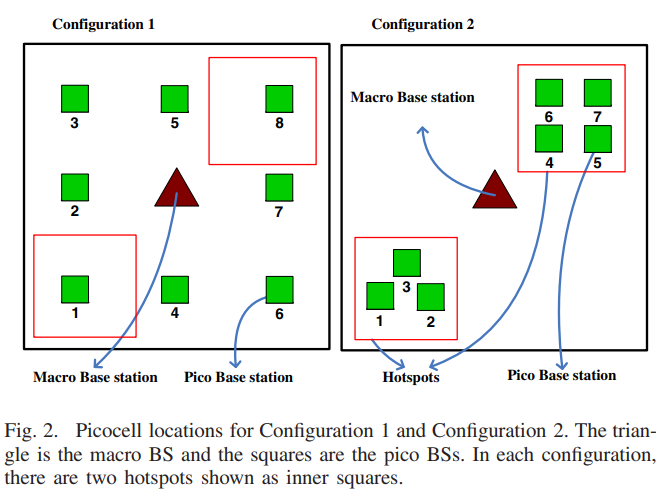 Configuration 1
Configuration 2
3
5
8
2
7
1
4
6
Macro Base station
6
7
4
5
3
1
2
Macro Base station
Pico Base station
Hotspots
Pico Base station
Fig. 2. Picocell locations for Configuration 1 and Configuration 2. The trian-
gle is the macro BS and the squares are the pico BSs. In each configuration,
there are two hotspots shown as inner squares.